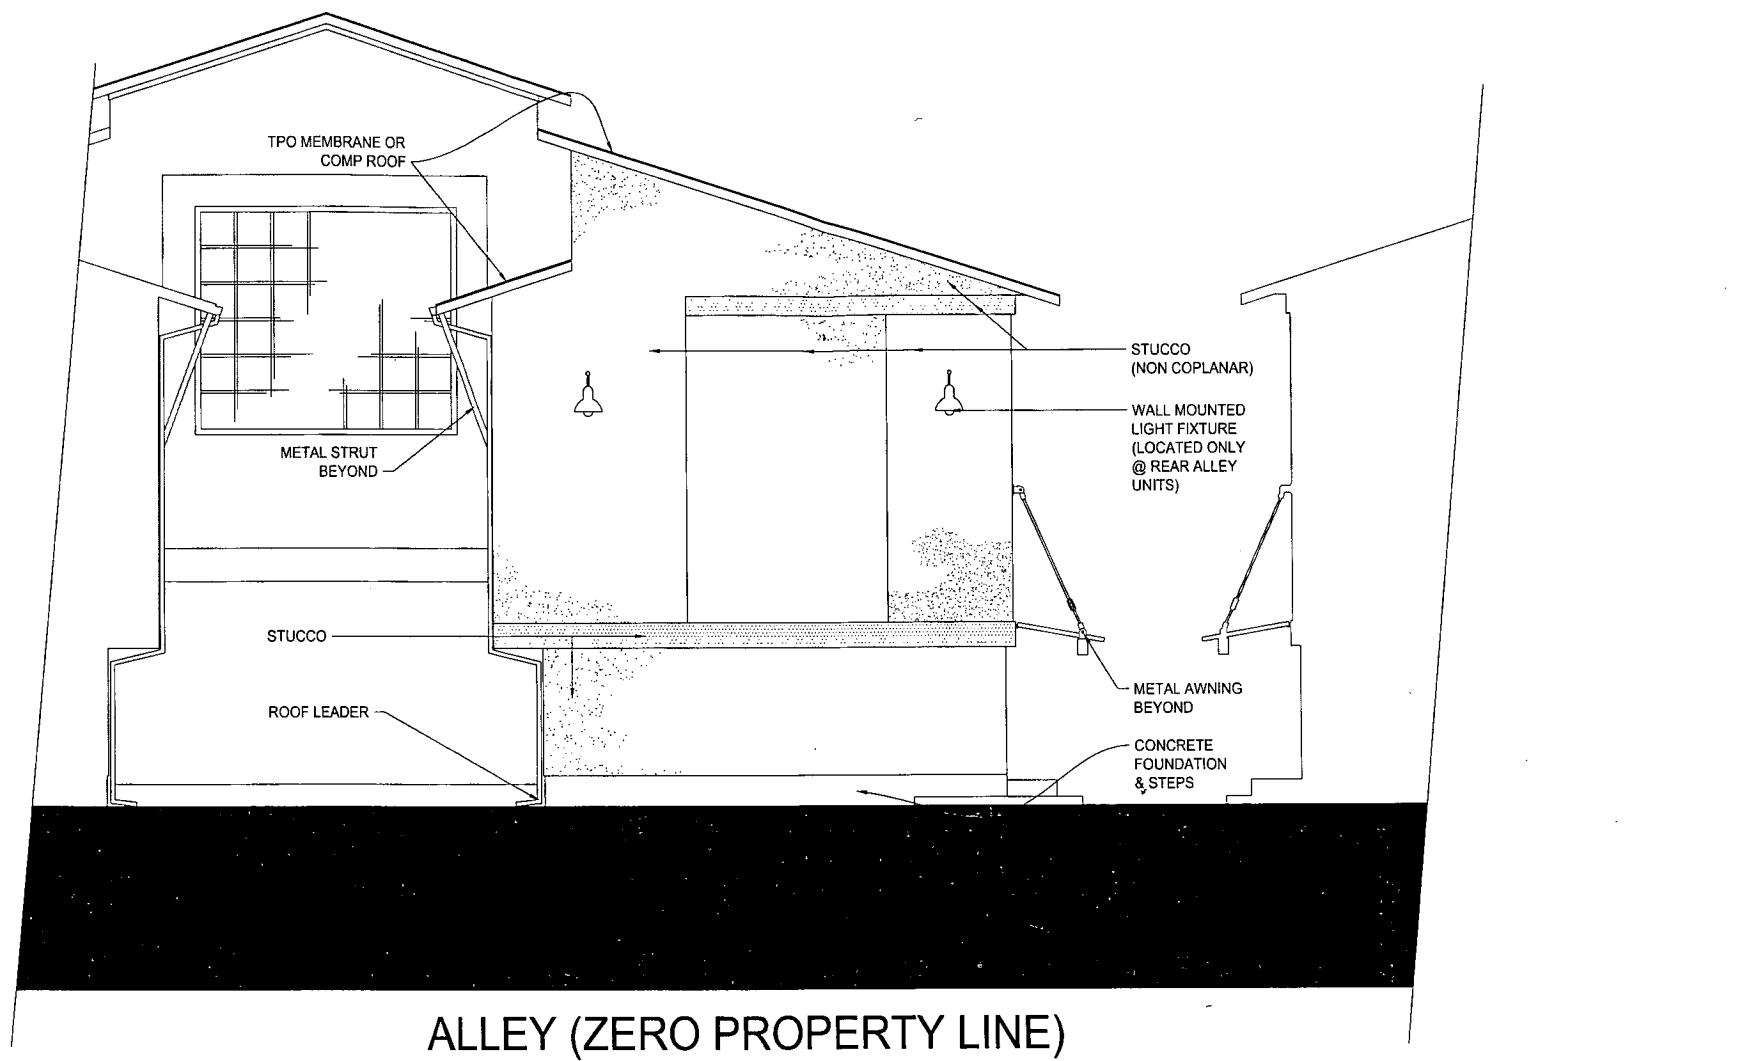 TPO MEMBRANE OR
COMP ROOF
STUCCO
(NON COPLANAR)
WALL MOUNTED
LIGHT FIXTURE
(LOCATED ONLY
@ REAR ALLEY
UNITS)
METAL STRUT
BEYOND
STUCCO
METAL AWNING
BEYOND
ROOF LEADER
CONCRETE
FOUNDATION
& STEPS
ALLEY (ZERO PROPERTY LINE)